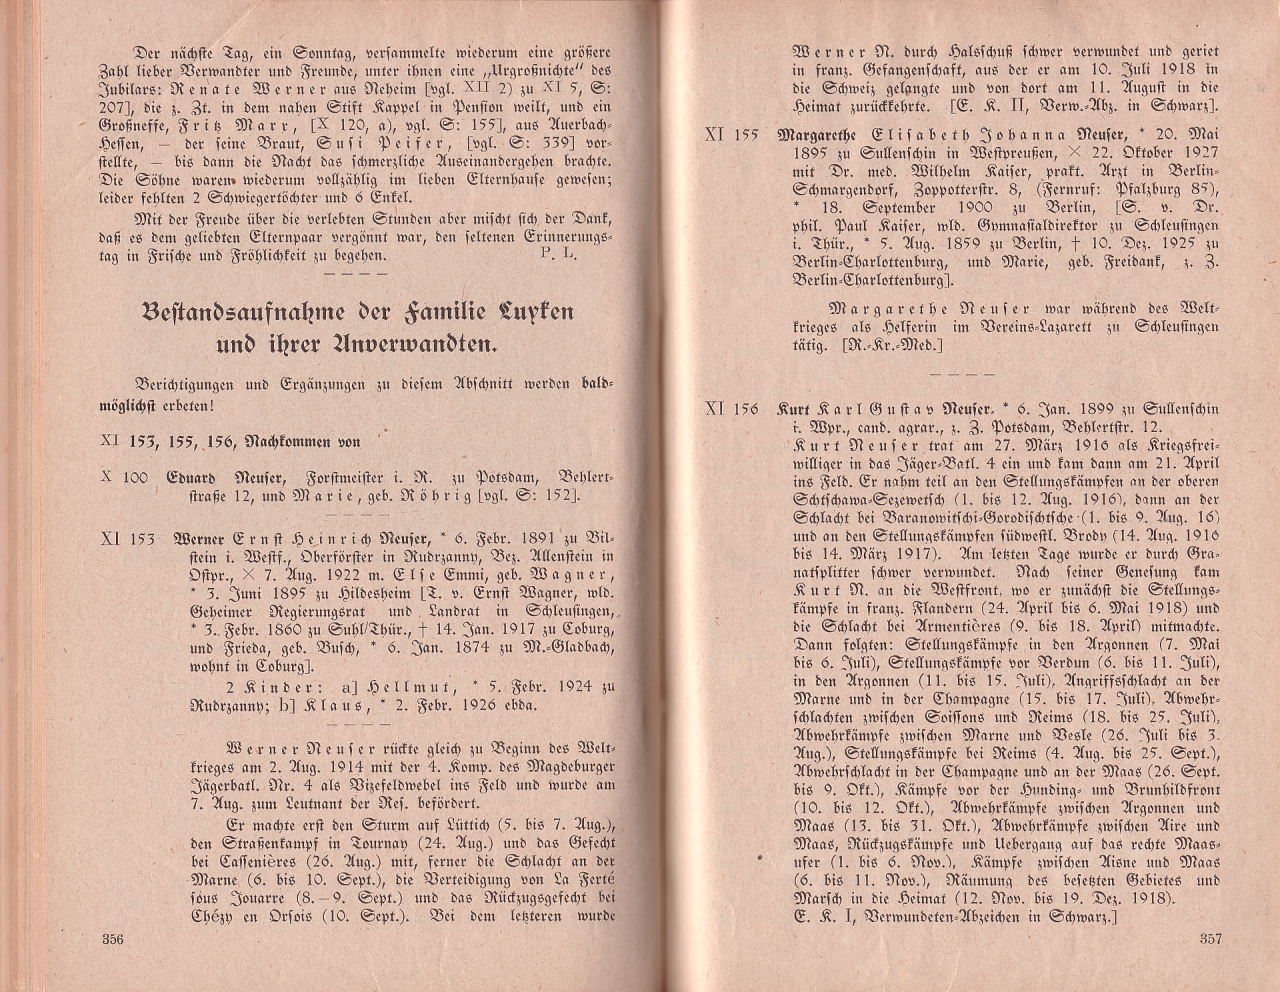 Der nächste Tag, ein Sonntag, versammelte wiederum eine größere
Zahl lieber Verwandter und Freunde, unter ihnen eine „Urgroßnichte“ des
Jubilars: Renate Werner aus Neheim [vgl. XII 2) zu XI 5, S:
207], die z. Zt. in dem nahen Stift Kappel in Pension weilt, und ein
Großneffe, Fritz Marr, [X 120, a), vgl. S: 155], aus Auerbach-
Hessen, — der seine Braut, Susi Peifer, [vgl. S: 339] vor-
stellte, — bis dann die Nacht das schmerzliche Auseinandergehen brachte.
Die Söhne waren wiederum vollzählig im lieben Elternhause gewesen;
leider fehlten 2 Schwiegertöchter und 6 Enkel.
Mit der Freude über die verlebten Stunden aber mischt sich der Dank,
daß es dem geliebten Elternpaar vergönnt war, den seltenen Erinnerungs-
tag in Frische und Fröhlichkeit zu begehen. P. L.
Bestandsaufnahme der Familie Luyken
und ihrer Anverwandten.
Berichtigungen und Ergänzungen zu diesem Abschnitt werden bald-
möglichst erbeten!
XI 153, 155, 156, Nachkommen von
X 100 Eduard Neuser, Forstmeister i. R. zu Potsdam, Behlert-
straße 12, und Marie, geb. Röhrig [vgl. S: 152].
XI 153 Werner Ernst Heinrich Neuser, * 6. Febr. 1891 zu Bil-
stein i. Westf., Oberförster in Rudrzanny, Bez. Allenstein in
Ostpr., × 7. Aug. 1922 m. Else Emmi, geb. Wagner,
* 3. Juni 1895 zu Hildesheim [T. v. Ernst Wagner, wld.
Geheimer Regierungsrat und Landrat in Schleusingen,
* 3. Febr. 1860 zu Suhl/Thür., † 14. Jan. 1917 zu Coburg,
und Frieda, geb. Busch, * 6. Jan. 1874 zu M.-Gladbach,
wohnt in Coburg].
2 Kinder: a] Hellmut, * 5. Febr. 1924 zu
Rudrzanny; b] Klaus, * 2. Febr. 1926 ebda.
Werner Neuser rückte gleich zu Beginn des Welt-
krieges am 2. Aug. 1914 mit der 4. Komp. des Magdeburger
Jägerbatl. Nr. 4 als Vizefeldwebel ins Feld und wurde am
7. Aug. zum Leutnant der Res. befördert.
Er machte erst den Sturm auf Lüttich (5. bis 7. Aug.),
den Straßenkampf in Tournay (24. Aug.) und das Gefecht
bei Cassenières (26. Aug.) mit, ferner die Schlacht an der
Marne (6. bis 10. Sept.), die Verteidigung von La Ferté
sous Jouarre (8.—9. Sept.) und das Rückzugsgefecht bei
Chézy en Orsois (10. Sept.). Bei dem letzteren wurde
356
Werner N. durch Halsschuß schwer verwundet und geriet
in franz. Gefangenschaft, aus der er am 10. Juli 1918 in
die Schweiz gelangte und von dort am 11. August in die
Heimat zurückkehrte. [E. K. II, Verw.-Abz. in Schwarz].
XI 155 Margarethe Elisabeth Johanna Neuser, * 20. Mai
1895 zu Sullenschin in Westpreußen, × 22. Oktober 1927
mit Dr. med. Wilhelm Kaiser, prakt. Arzt in Berlin-
Schmargendorf, Zoppotterstr. 8, (Fernruf: Pfalzburg 85),
* 18. September 1900 zu Berlin, [S. v. Dr.
phil. Paul Kaiser, wld. Gymnasialdirektor zu Schleusingen
i. Thür., * 5. Aug. 1859 zu Berlin, † 10. Dez. 1925 zu
Berlin-Charlottenburg, und Marie, geb. Freidank, z. Z.
Berlin-Charlottenburg].
Margarethe Neuser war während des Welt-
krieges als Helferin im Vereins-Lazarett zu Schleusingen
tätig. [R.-Kr.-Med.]
XI 156 Kurt Karl Gustav Neuser, * 6. Jan. 1899 zu Sullenschin
i. Wpr., cand. agrar., z. Z. Potsdam, Behlertstr. 12.
Kurt Neuser trat am 27. März 1916 als Kriegsfrei-
williger in das Jäger-Batl. 4 ein und kam dann am 21. April
ins Feld. Er nahm teil an den Stellungskämpfen an der oberen
Schtschawa-Sezewetsch (1. bis 12. Aug. 1916), dann an der
Schlacht bei Baranowitschi-Gorodischtsche (1. bis 9. Aug. 16)
und an den Stellungskämpfen südwestl. Brody (14. Aug. 1916
bis 14. März 1917). Am letzten Tage wurde er durch Gra-
natsplitter schwer verwundet. Nach seiner Genesung kam
Kurt N. an die Westfront, wo er zunächst die Stellungs-
kämpfe in franz. Flandern (24. April bis 6. Mai 1918) und
die Schlacht bei Armentières (9. bis 18. April) mitmachte.
Dann folgten: Stellungskämpfe in den Argonnen (7. Mai
bis 6. Juli), Stellungskämpfe vor Verdun (6. bis 11. Juli),
in den Argonnen (11. bis 15. Juli), Angriffsschlacht an der
Marne und in der Champagne (15. bis 17. Juli), Abwehr-
schlachten zwischen Soissons und Reims (18. bis 25. Juli),
Abwehrkämpfe zwischen Marne und Vesle (26. Juli bis 3.
Aug.), Stellungskämpfe bei Reims (4. Aug. bis 25. Sept.),
Abwehrschlacht in der Champagne und an der Maas (26. Sept.
bis 9. Okt.), Kämpfe vor der Hunding- und Brunhildfront
(10. bis 12. Okt.), Abwehrkämpfe zwischen Argonnen und
Maas (13. bis 31. Okt.), Abwehrkämpfe zwischen Aire und
Maas, Rückzugskämpfe und Uebergang auf das rechte Maas-
ufer (1. bis 6. Nov.), Kämpfe zwischen Aisne und Maas
(6. bis 11. Nov.), Räumung des besetzten Gebietes und
Marsch in die Heimat (12. Nov. bis 19. Dez. 1918).
E. K. I, Verwundeten-Abzeichen in Schwarz.]
357